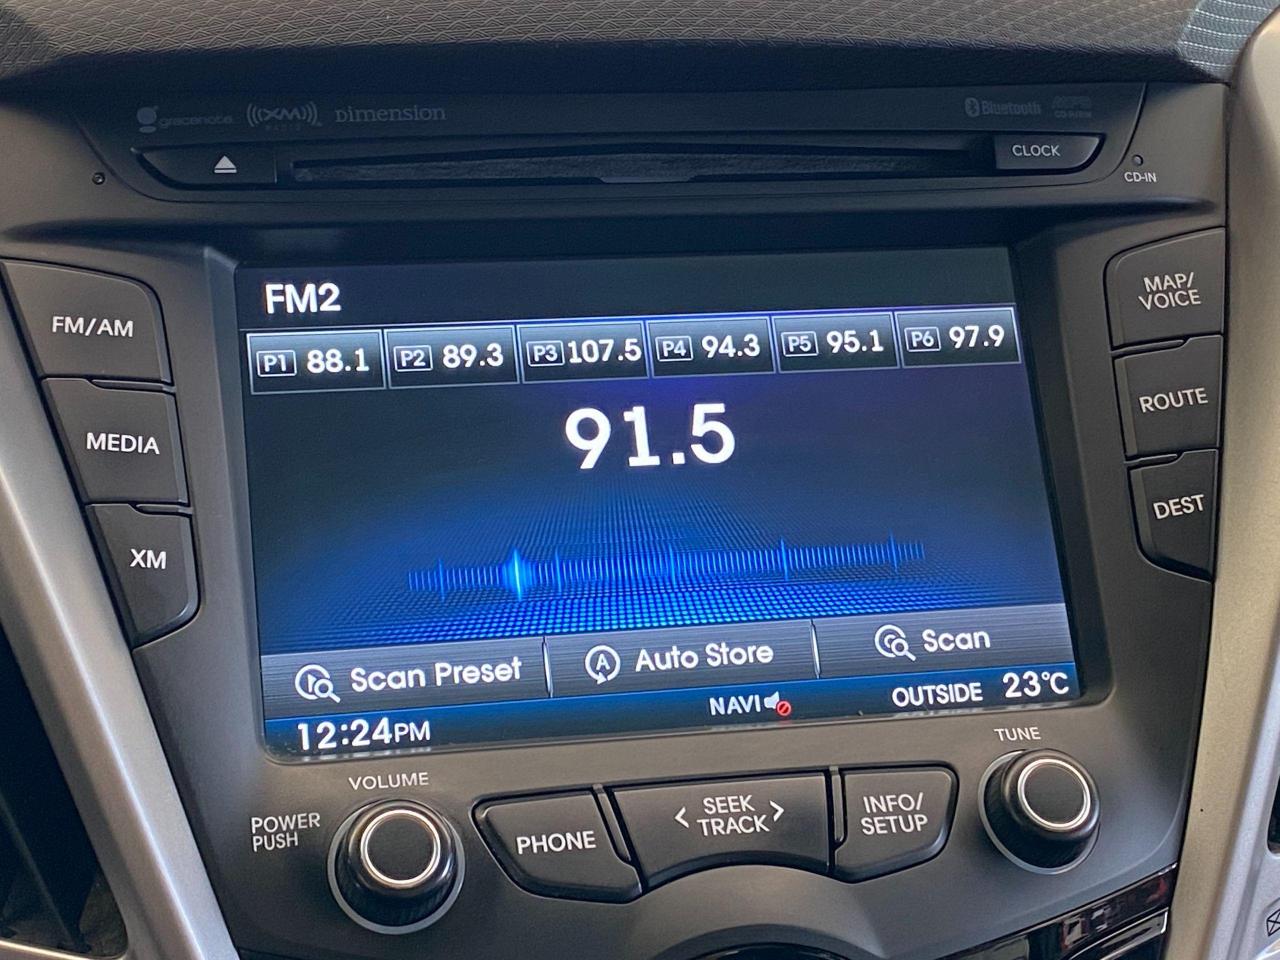 gracenote
((XM))
RADIO
Dimension
Bluetooth
CLOCK
CD-IN
FM2
P1 88.1 P2 89.3 P3 107.5 P4 94.3 P5 95.1 P6 97.9
91.5
Scan Preset
A Auto Store
Scan
12:24PM
NAVI
OUTSIDE 23°C
FM/AM
MEDIA
XM
MAP/
VOICE
ROUTE
DEST
VOLUME
POWER
PUSH
PHONE
< SEEK >
TRACK
INFO/
SETUP
TUNE